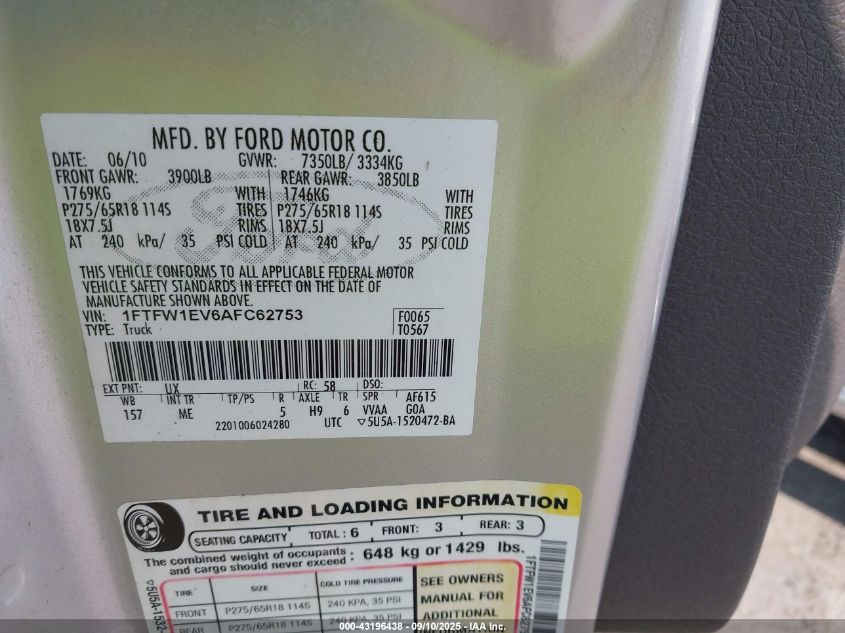 MFD. BY FORD MOTOR CO.
DATE: 06/10 GVWR: 7350LB/ 3334KG
FRONT GAWR: 3900LB REAR GAWR: 3850LB
1769KG WITH 1746KG WITH
P275/65R18 114S TIRES P275/65R18 114S TIRES
18X7.5J RIMS 18X7.5J RIMS
AT 240 kPa/ 35 PSI COLD AT 240 kPa/ 35 PSI COLD
Ford
THIS VEHICLE CONFORMS TO ALL APPLICABLE FEDERAL MOTOR
VEHICLE SAFETY STANDARDS IN EFFECT ON THE DATE OF
MANUFACTURE SHOWN ABOVE.
VIN: 1FTFW1EV6AFC62753 F0065
TYPE: Truck T0567
EXT PNT: UX RC: 58 DSO:
WB INT TR TP/PS R AXLE TR SPR AF615
157 ME 5 H9 6 VVAA G0A
2201006024280 UTC ▽5U5A-1520472-BA
TIRE AND LOADING INFORMATION
SEATING CAPACITY TOTAL: 6 FRONT: 3 REAR: 3
The combined weight of occupants and cargo should never exceed : 648 kg or 1429 lbs.
TIRE SIZE COLD TIRE PRESSURE
FRONT P275/65R18 114S 240 KPA, 35 PSI
REAR P275/65R18 114S 240 KPA, 35 PSI
SEE OWNERS
MANUAL FOR
ADDITIONAL
000-43196438 - 09/10/2025 - www.iaai.com